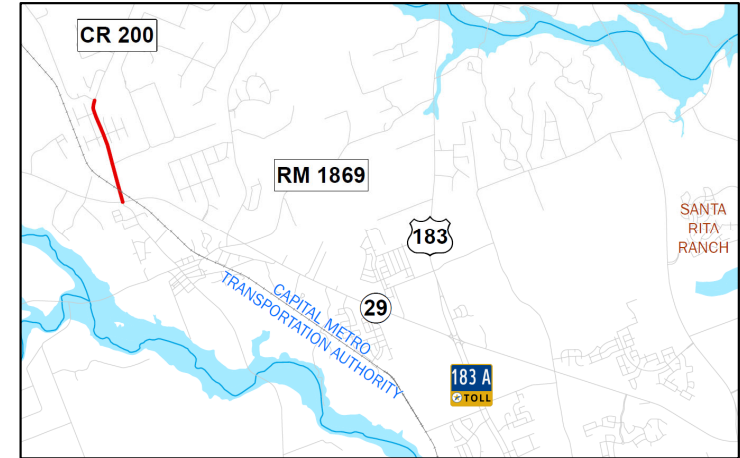 CR 200
RM 1869
183
SANTA
RITA
RANCH
29
CAPITAL METRO
TRANSPORTATION AUTHORITY
183 A
TOLL